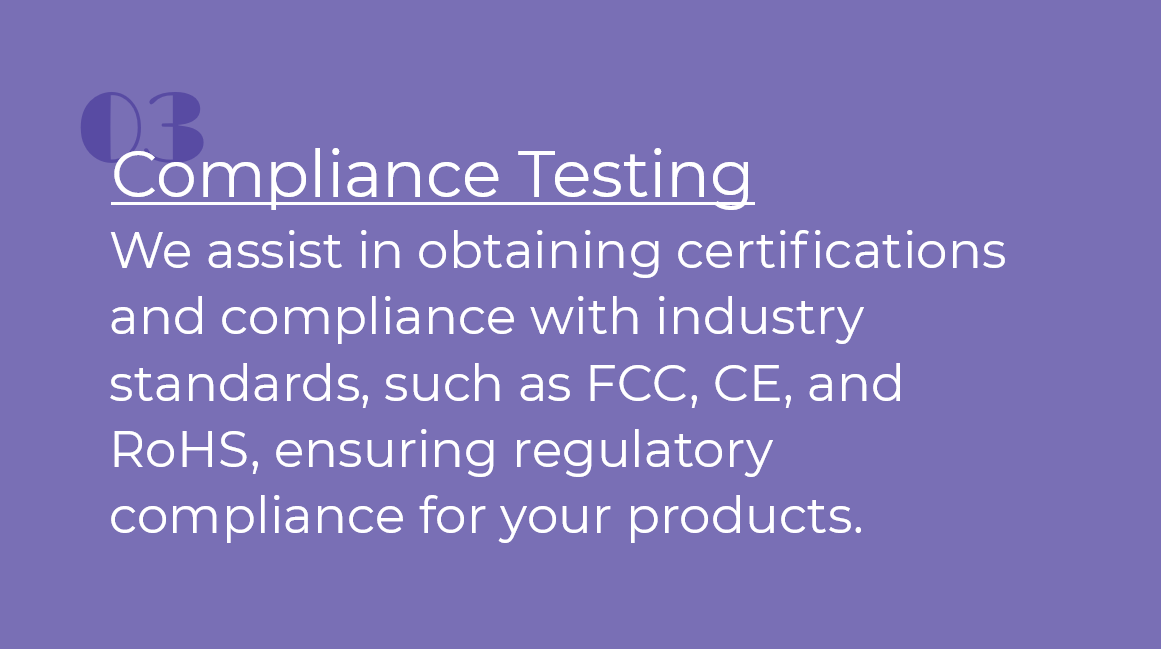 03
Compliance Testing
We assist in obtaining certifications
and compliance with industry
standards, such as FCC, CE, and
RoHS, ensuring regulatory
compliance for your products.